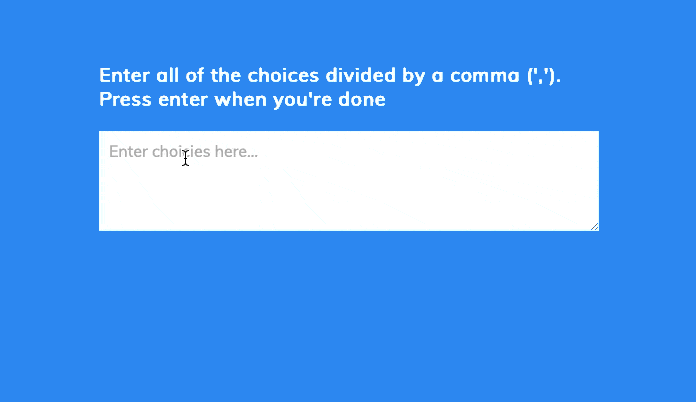 Enter all of the choices divided by a comma (',').
Press enter when you're done
Enter choices here...